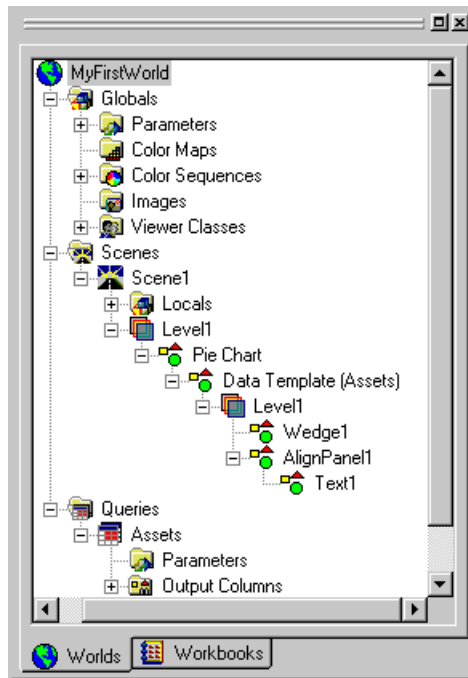 MyFirstWorld
Globals
Parameters
Color Maps
Color Sequences
Images
Viewer Classes
Scenes
Scene1
Locals
Level1
Pie Chart
Data Template (Assets)
Level1
Wedge1
AlignPanel1
Text1
Queries
Assets
Parameters
Output Columns
Worlds Workbooks